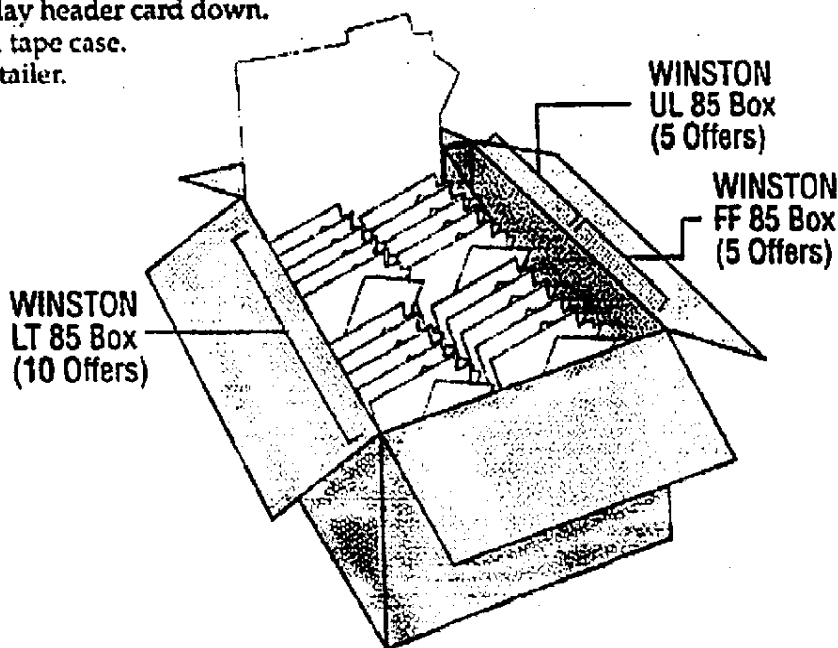 lay header card down.
tape case.
tailer.
WINSTON
UL 85 Box
(5 Offers)
WINSTON
FF 85 Box
(5 Offers)
WINSTON
LT 85 Box
(10 Offers)